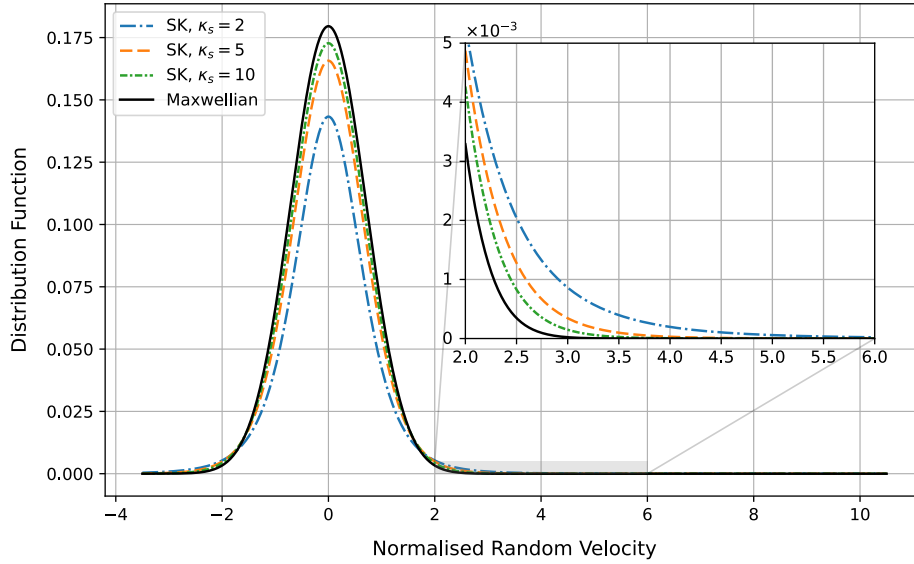 SK, κₛ = 2
SK, κₛ = 5
SK, κₛ = 10
Maxwellian
×10⁻³
5
4
3
2
1
0
2.0 2.5 3.0 3.5 4.0 4.5 5.0 5.5 6.0
Distribution Function
0.175
0.150
0.125
0.100
0.075
0.050
0.025
0.000
−4 −2 0 2 4 6 8 10
Normalised Random Velocity